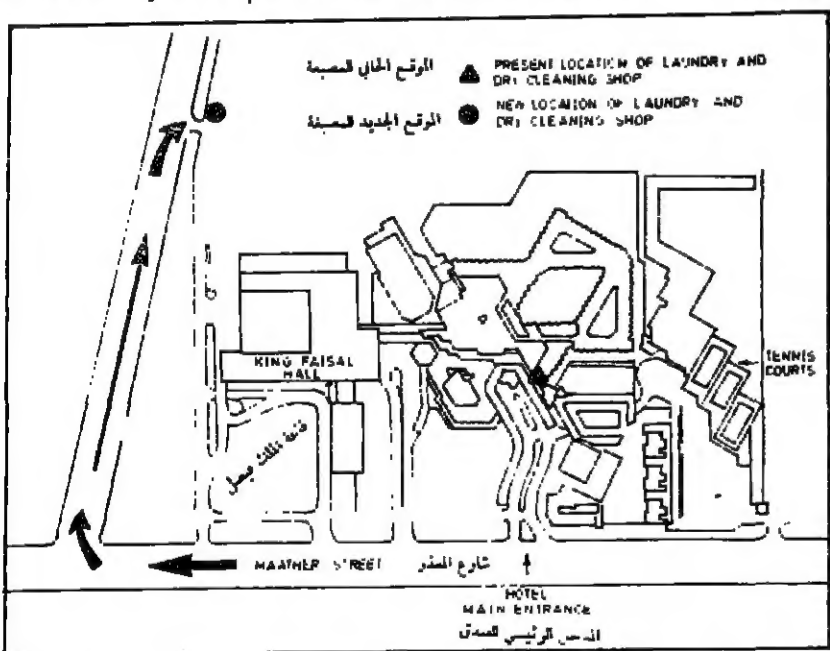 الموقع الحالي للمصبغة
PRESENT LOCATION OF LAUNDRY AND
DRY CLEANING SHOP
الموقع الجديد للمصبغة
NEW LOCATION OF LAUNDRY AND
DRY CLEANING SHOP
KING FAISAL
HALL
قاعة الملك فيصل
TENNIS
COURTS
MAATHER STREET
شارع المعذر
HOTEL
MAIN ENTRANCE
المدخل الرئيسي للفندق